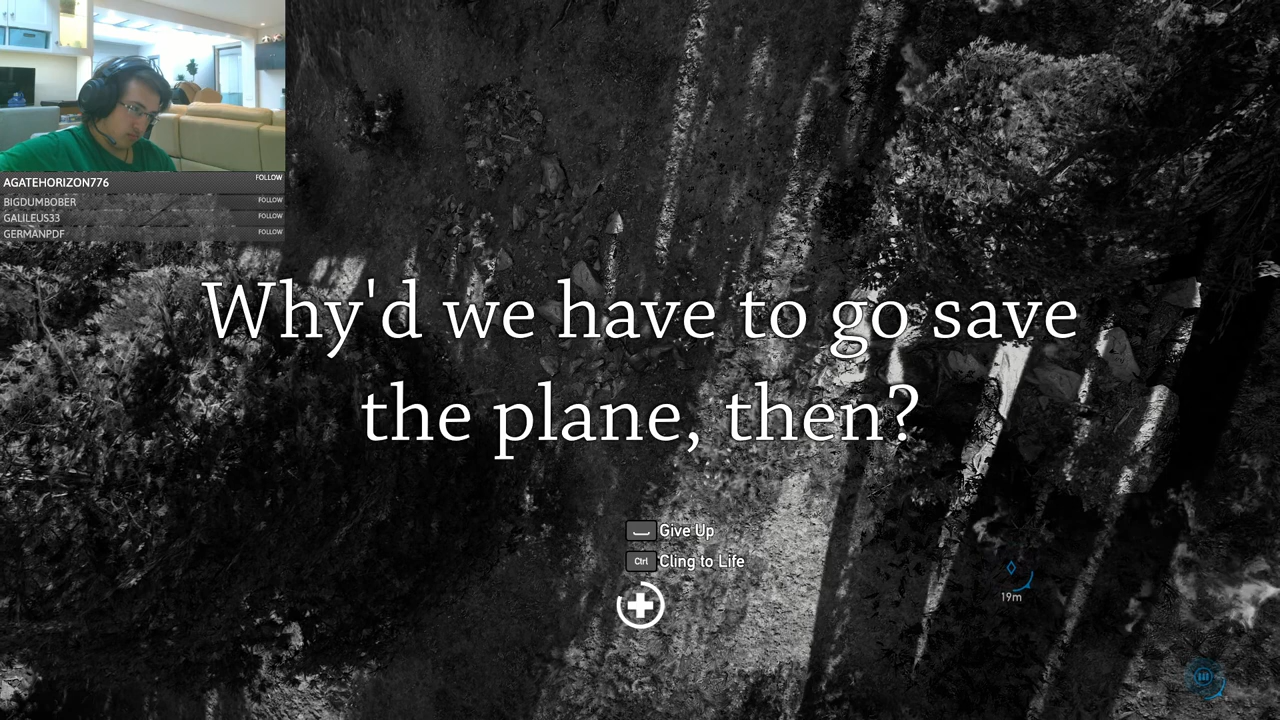 AGATEHORIZON776 FOLLOW
BIGDUMBOBER FOLLOW
GALILEUS33 FOLLOW
GERMANPDF FOLLOW
Why'd we have to go save
the plane, then?
Give Up
Ctrl Cling to Life
19m